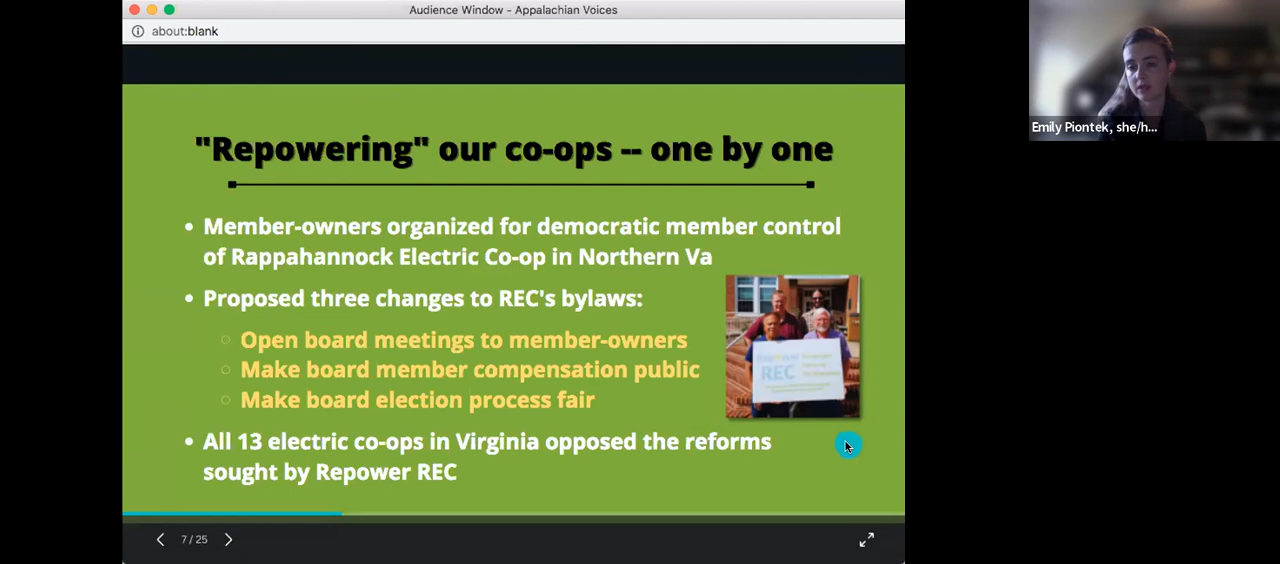 Audience Window - Appalachian Voices
about:blank
"Repowering" our co-ops -- one by one
Member-owners organized for democratic member control
of Rappahannock Electric Co-op in Northern Va
Proposed three changes to REC's bylaws:
Open board meetings to member-owners
Make board member compensation public
Make board election process fair
All 13 electric co-ops in Virginia opposed the reforms
sought by Repower REC
REC
7 / 25
Emily Piontek, she/h...